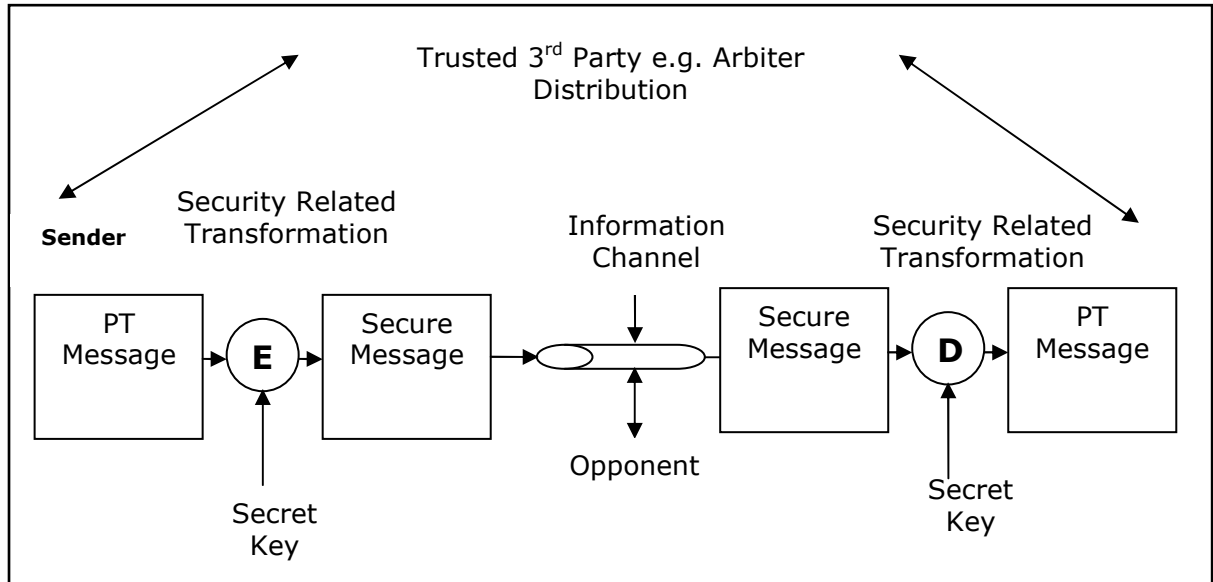 Trusted 3rd Party e.g. Arbiter
Distribution
Security Related
Transformation
Sender
Information
Channel
Security Related
Transformation
PT
Message
E
Secure
Message
Secure
Message
D
PT
Message
Opponent
Secret
Key
Secret
Key